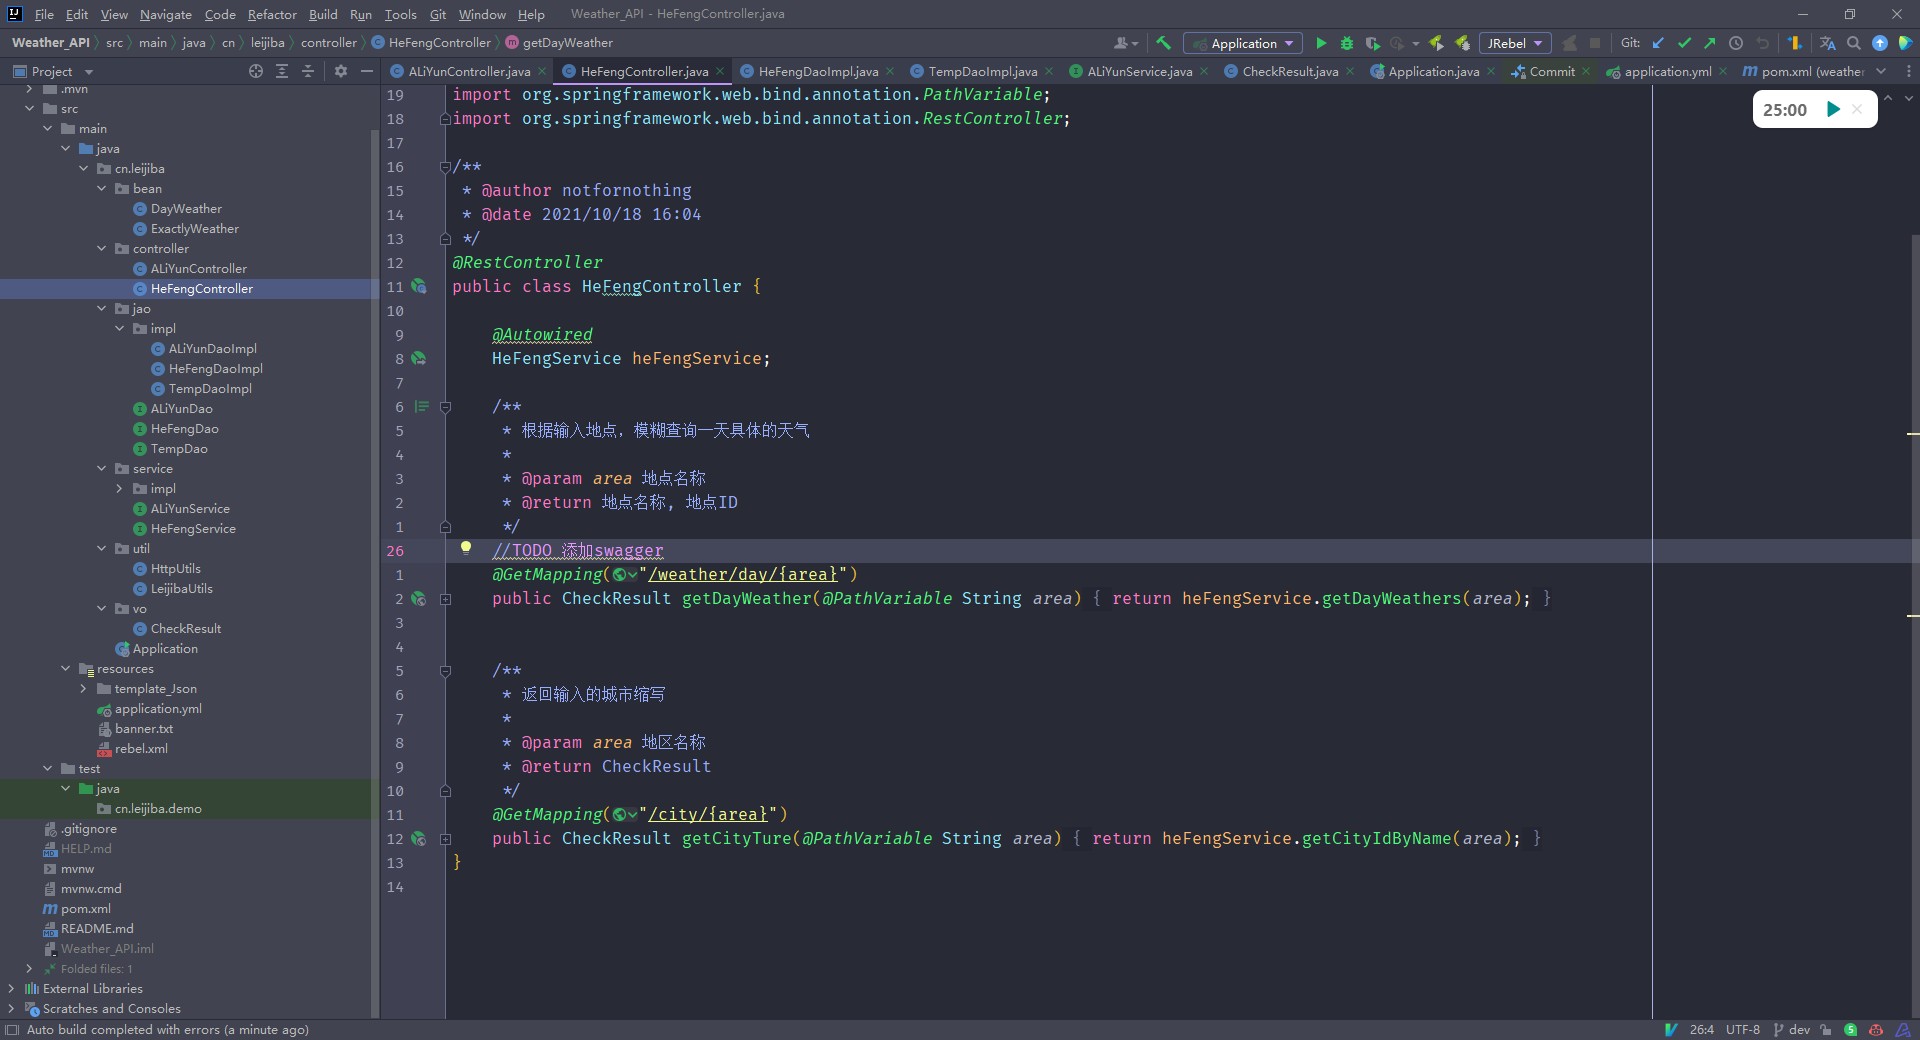 File Edit View Navigate Code Refactor Build Run Tools Git Window Help Weather_API - HeFengController.java
Weather_API src main java cn leijiba controller HeFengController getDayWeather Application JRebel Git:
Project ALiYunController.java HeFengController.java HeFengDaoImpl.java TempDaoImpl.java ALiYunService.java CheckResult.java Application.java Commit application.yml pom.xml (weathe
.mvn
src
main
java
cn.leijiba
bean
DayWeather
ExactlyWeather
controller
ALiYunController
HeFengController
jao
impl
ALiYunDaoImpl
HeFengDaoImpl
TempDaoImpl
ALiYunDao
HeFengDao
TempDao
service
impl
ALiYunService
HeFengService
util
HttpUtils
LeijibaUtils
vo
CheckResult
Application
resources
template_Json
application.yml
banner.txt
rebel.xml
test
java
cn.leijiba.demo
.gitignore
HELP.md
mvnw
mvnw.cmd
pom.xml
README.md
Weather_API.iml
Folded files: 1
External Libraries
Scratches and Consoles
19 import org.springframework.web.bind.annotation.PathVariable;
18 import org.springframework.web.bind.annotation.RestController;
17
16 /**
15 * @author notfornothing
14 * @date 2021/10/18 16:04
13 */
12 @RestController
11 public class HeFengController {
10
9 @Autowired
8 HeFengService heFengService;
7
6 /**
5 * 根据输入地点，模糊查询一天具体的天气
4 *
3 * @param area 地点名称
2 * @return 地点名称, 地点ID
1 */
26 //TODO 添加swagger
1 @GetMapping("/weather/day/{area}")
2 public CheckResult getDayWeather(@PathVariable String area) { return heFengService.getDayWeathers(area); }
3
4
5 /**
6 * 返回输入的城市缩写
7 *
8 * @param area 地区名称
9 * @return CheckResult
10 */
11 @GetMapping("/city/{area}")
12 public CheckResult getCityTure(@PathVariable String area) { return heFengService.getCityIdByName(area); }
13 }
14
25:00
Auto build completed with errors (a minute ago) 26:4 UTF-8 dev